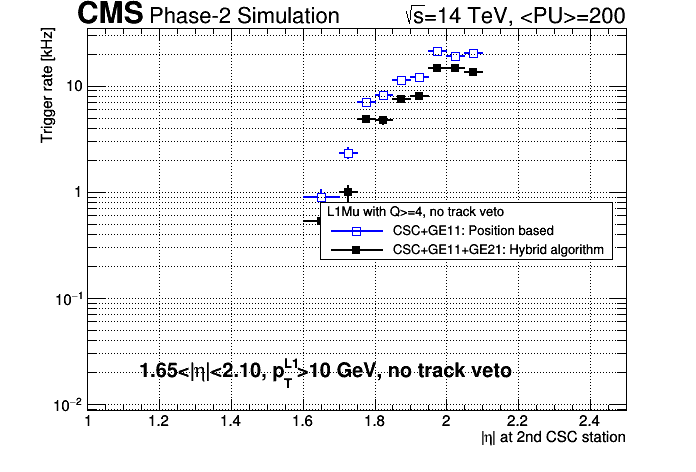 CMS Phase-2 Simulation √s=14 TeV, <PU>=200
Trigger rate [kHz]
10
1
10⁻¹
10⁻²
L1Mu with Q>=4, no track veto
CSC+GE11: Position based
CSC+GE11+GE21: Hybrid algorithm
1.65<|η|<2.10, p_T^L1>10 GeV, no track veto
1 1.2 1.4 1.6 1.8 2 2.2 2.4
|η| at 2nd CSC station